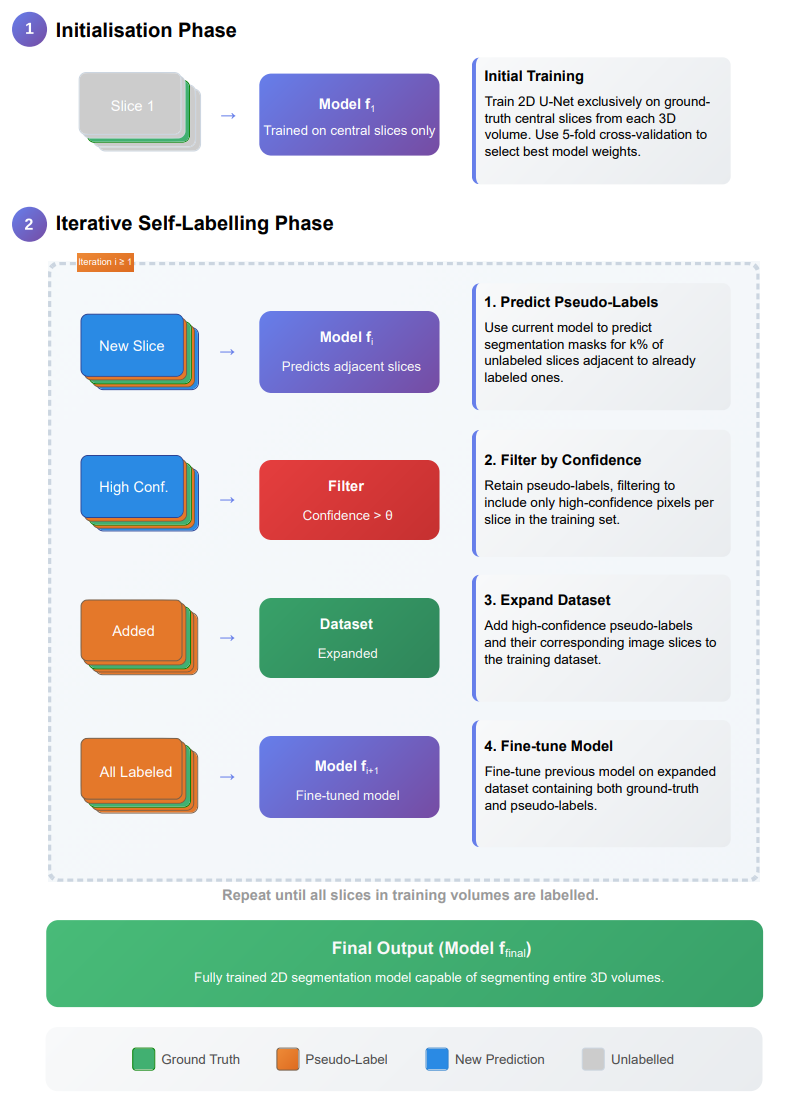 1
Initialisation Phase
Slice 1
→
Model f1
Trained on central slices only
Initial Training
Train 2D U-Net exclusively on ground-
truth central slices from each 3D
volume. Use 5-fold cross-validation to
select best model weights.
2
Iterative Self-Labelling Phase
Iteration i ≥ 1
New Slice
→
Model fi
Predicts adjacent slices
1. Predict Pseudo-Labels
Use current model to predict
segmentation masks for k% of
unlabeled slices adjacent to already
labeled ones.
High Conf.
→
Filter
Confidence > θ
2. Filter by Confidence
Retain pseudo-labels, filtering to
include only high-confidence pixels per
slice in the training set.
Added
→
Dataset
Expanded
3. Expand Dataset
Add high-confidence pseudo-labels
and their corresponding image slices to
the training dataset.
All Labeled
→
Model fi+1
Fine-tuned model
4. Fine-tune Model
Fine-tune previous model on expanded
dataset containing both ground-truth
and pseudo-labels.
Repeat until all slices in training volumes are labelled.
Final Output (Model ffinal)
Fully trained 2D segmentation model capable of segmenting entire 3D volumes.
Ground Truth
Pseudo-Label
New Prediction
Unlabelled